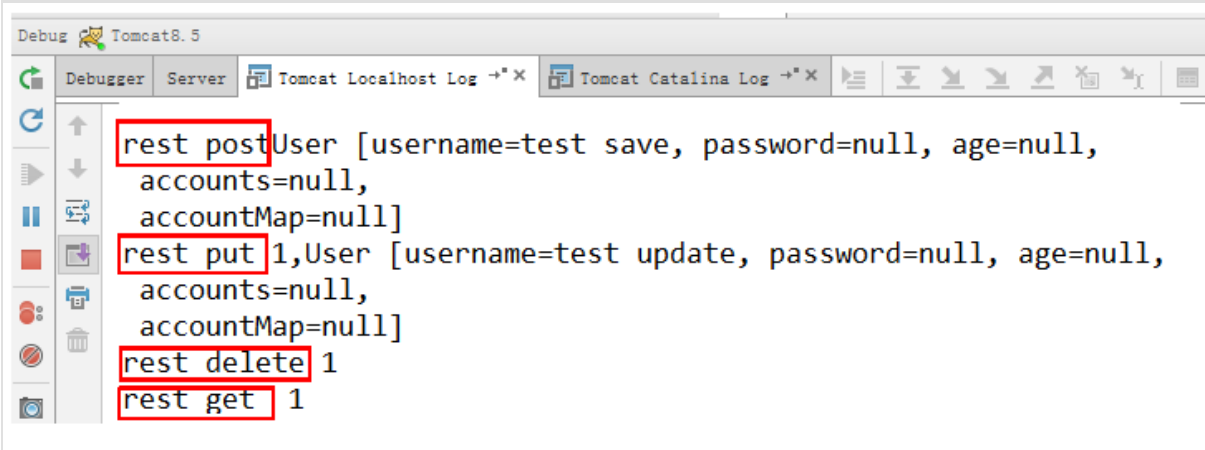 Debug Tomcat8.5
Debugger Server Tomcat Localhost Log Tomcat Catalina Log
rest postUser [username=test save, password=null, age=null,
accounts=null,
accountMap=null]
rest put 1,User [username=test update, password=null, age=null,
accounts=null,
accountMap=null]
rest delete 1
rest get 1